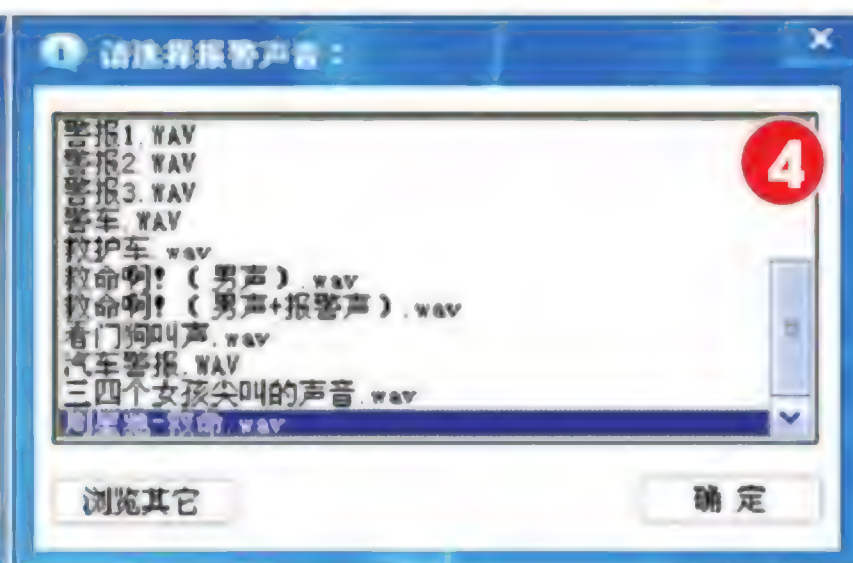 请选择报警声音：
警报1.WAV
警报2.WAV
警报3.WAV
4
警车.WAV
救护车.wav
救命啊！（男声）.wav
救命啊！（男声+报警声）.wav
看门狗叫声.wav
汽车警报.WAV
三四个女孩尖叫的声音.wav
救命.wav
浏览其它
确 定